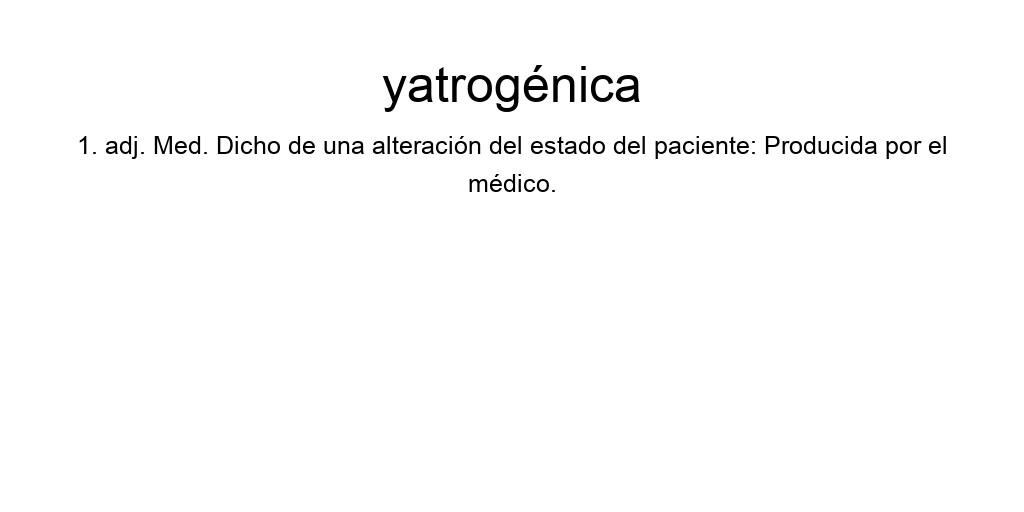 yatrogénica
1. adj. Med. Dicho de una alteración del estado del paciente: Producida por el
médico.